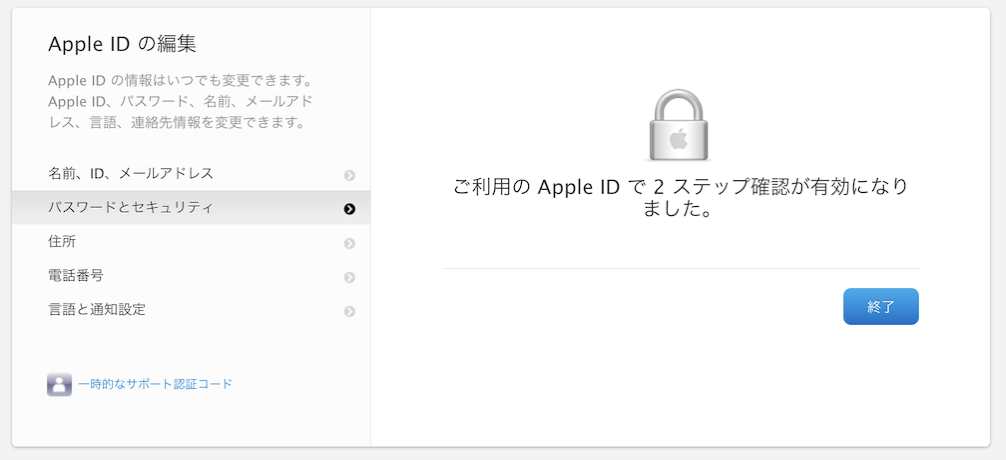 Apple ID の編集
Apple ID の情報はいつでも変更できます。
Apple ID、パスワード、名前、メールアド
レス、言語、連絡先情報を変更できます。
名前、ID、メールアドレス
パスワードとセキュリティ
住所
電話番号
言語と通知設定
一時的なサポート認証コード
ご利用の Apple ID で 2 ステップ確認が有効になり
ました。
終了